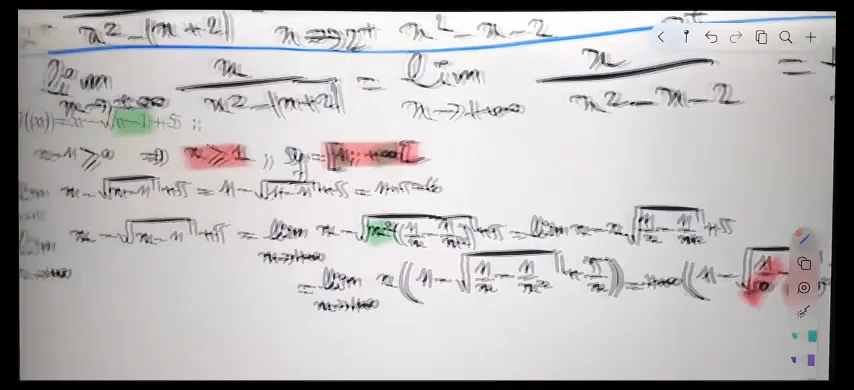 x² - (x + 2)    x → 2⁺    x² - x - 2
lim x / (x² - (x+2)) = lim x / (x² - x - 2) =
x → +∞    x → +∞
f(x) = x - √(x-1) + 5 ;
x - 1 ≥ 0 ⇒ x ≥ 1 ; Df = [1 ; +∞[
lim x - √(x-1) + 5 = 1 - √(1-1) + 5 = 1 + 5 = 6
lim x - √(x-1) + 5 = lim x - √(x²(1/x - 1/x²)) + 5 = lim x - x√(1/x - 1/x²) + 5
x → +∞    x → +∞
= lim x(1 - √(1/x - 1/x²) + 5/x) = +∞(1 - √
x → +∞